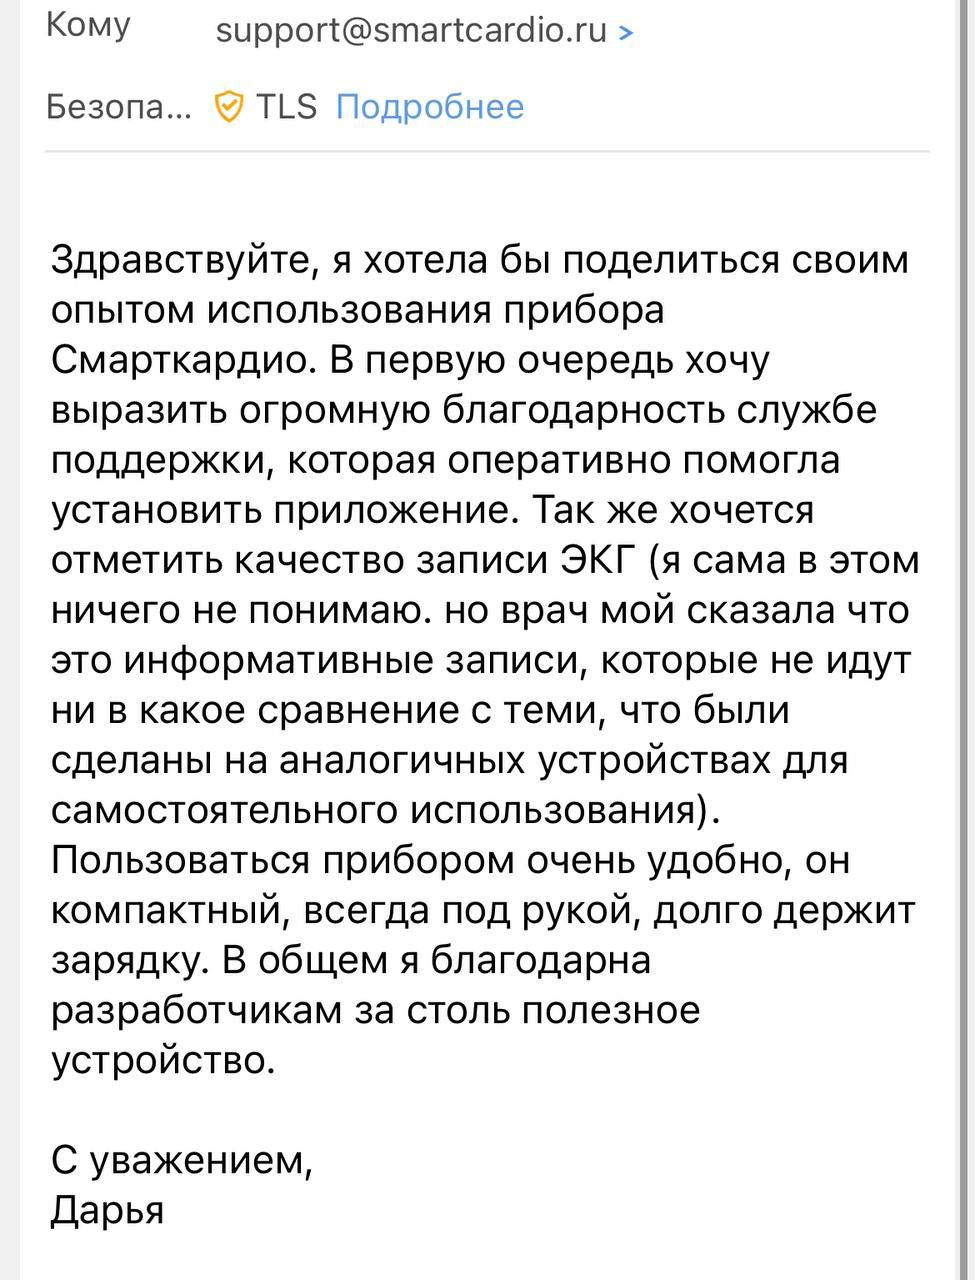 Кому support@smartcardio.ru >
Безопа... TLS Подробнее
Здравствуйте, я хотела бы поделиться своим
опытом использования прибора
Смарткардио. В первую очередь хочу
выразить огромную благодарность службе
поддержки, которая оперативно помогла
установить приложение. Так же хочется
отметить качество записи ЭКГ (я сама в этом
ничего не понимаю. но врач мой сказала что
это информативные записи, которые не идут
ни в какое сравнение с теми, что были
сделаны на аналогичных устройствах для
самостоятельного использования).
Пользоваться прибором очень удобно, он
компактный, всегда под рукой, долго держит
зарядку. В общем я благодарна
разработчикам за столь полезное
устройство.
С уважением,
Дарья